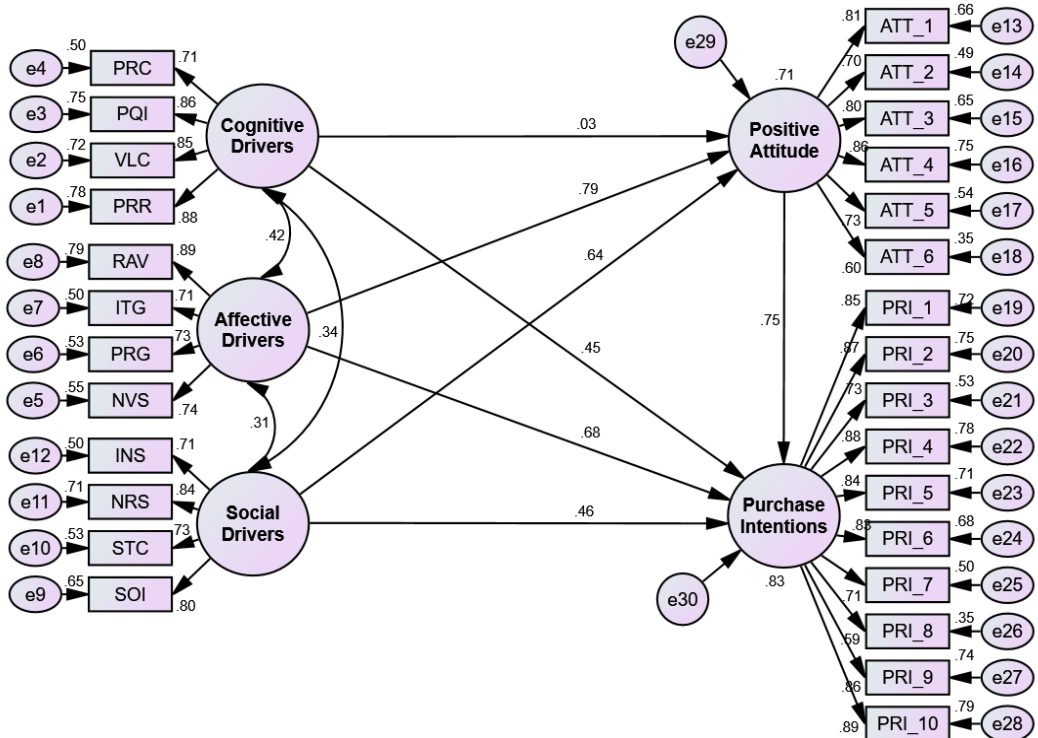 e4
.50
PRC
.71
e3
.75
PQI
.86
e2
.72
VLC
.85
e1
.78
PRR
.88
Cognitive
Drivers
e8
.79
RAV
.89
e7
.50
ITG
.71
e6
.53
PRG
.73
e5
.55
NVS
.74
Affective
Drivers
e12
.50
INS
.71
e11
.71
NRS
.84
e10
.53
STC
.73
e9
.65
SOI
.80
Social
Drivers
.42
.34
.31
.03
.79
.64
.45
.68
.46
.75
e29
.71
Positive
Attitude
e30
.83
Purchase
Intentions
.81
ATT_1
.66
e13
.70
ATT_2
.49
e14
.80
ATT_3
.65
e15
.86
ATT_4
.75
e16
.73
ATT_5
.54
e17
.60
ATT_6
.35
e18
.85
PRI_1
.72
e19
.87
PRI_2
.75
e20
.73
PRI_3
.53
e21
.88
PRI_4
.78
e22
.84
PRI_5
.71
e23
.83
PRI_6
.68
e24
.71
PRI_7
.50
e25
.59
PRI_8
.35
e26
.86
PRI_9
.74
e27
.89
PRI_10
.79
e28